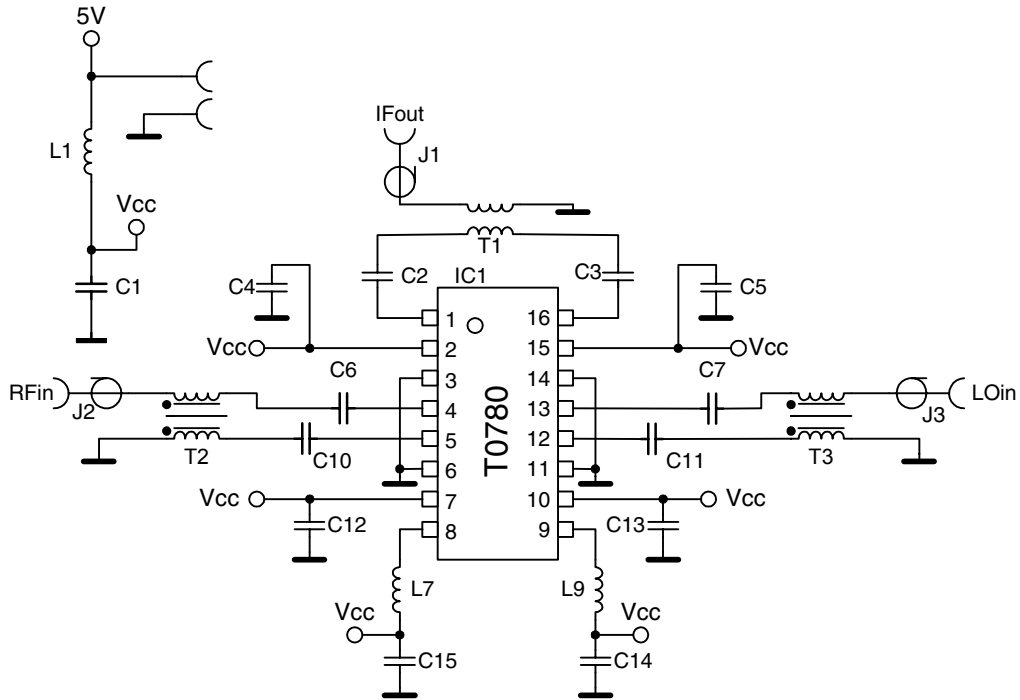 5V
IFout
J1
L1
Vcc
T1
C1
C4
C2
IC1
C3
C5
1
16
Vcc
2
15
Vcc
C6
C7
3
14
RFin
J2
4
13
J3
LOin
T0780
5
12
T2
C10
C11
T3
6
11
Vcc
7
10
Vcc
C12
C13
8
9
L7
L9
Vcc
Vcc
C15
C14